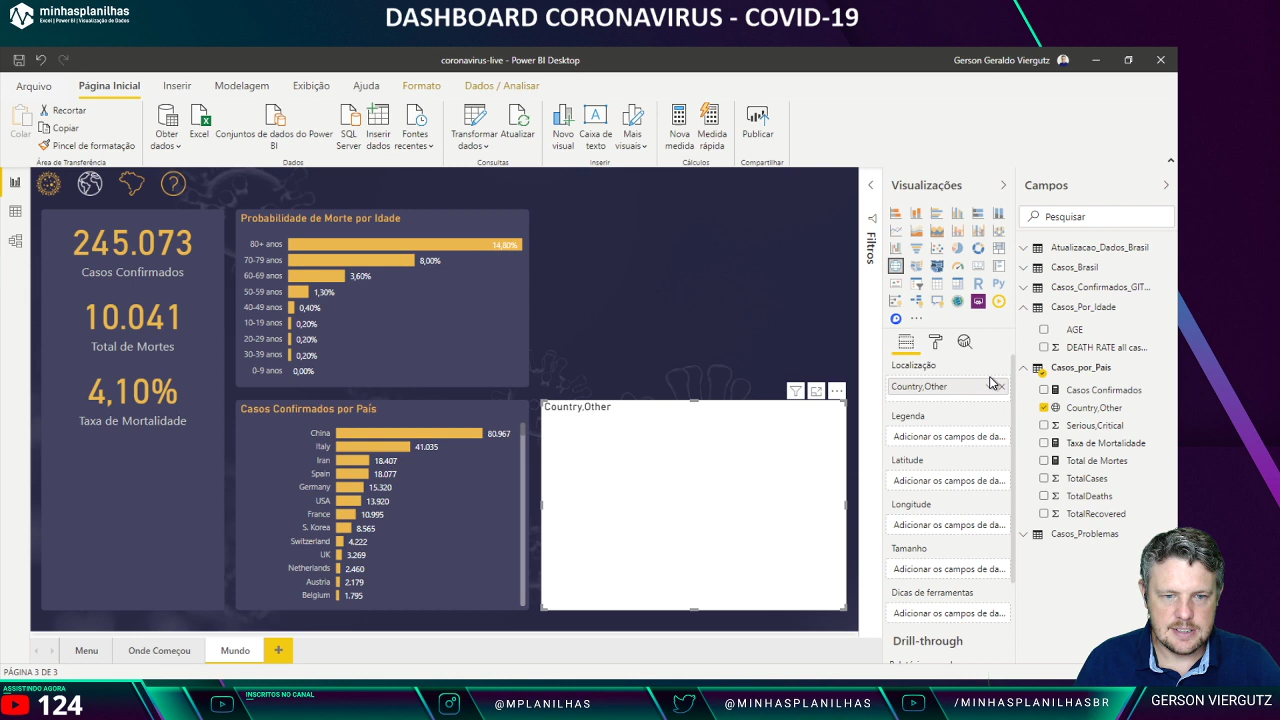 minhasplanilhas
Excel | Power BI | Visualização de Dados
DASHBOARD CORONAVIRUS - COVID-19
coronavirus-live - Power BI Desktop
Gerson Geraldo Viergutz
Arquivo
Página Inicial
Inserir
Modelagem
Exibição
Ajuda
Formato
Dados / Analisar
Colar
Recortar
Copiar
Pincel de formatação
Área de Transferência
Obter dados
Excel
Conjuntos de dados do Power BI
SQL Server
Inserir dados
Fontes recentes
Dados
Transformar dados
Atualizar
Consultas
Novo visual
Caixa de texto
Mais visuais
Inserir
Nova medida
Medida rápida
Cálculos
Publicar
Compartilhar
245.073
Casos Confirmados
10.041
Total de Mortes
4,10%
Taxa de Mortalidade
Probabilidade de Morte por Idade
80+ anos 14,80%
70-79 anos 8,00%
60-69 anos 3,60%
50-59 anos 1,30%
40-49 anos 0,40%
10-19 anos 0,20%
20-29 anos 0,20%
30-39 anos 0,20%
0-9 anos 0,00%
Casos Confirmados por País
China 80.967
Italy 41.035
Iran 18.407
Spain 18.077
Germany 15.320
USA 13.920
France 10.995
S. Korea 8.565
Switzerland 4.222
UK 3.269
Netherlands 2.460
Austria 2.179
Belgium 1.795
Country,Other
Filtros
Visualizações
R
Py
Localização
Country,Other
Legenda
Adicionar os campos de da...
Latitude
Adicionar os campos de da...
Longitude
Adicionar os campos de da...
Tamanho
Adicionar os campos de da...
Dicas de ferramentas
Adicionar os campos de da...
Drill-through
Campos
Pesquisar
Atualizacao_Dados_Brasil
Casos_Brasil
Casos_Confirmados_GIT...
Casos_Por_Idade
AGE
DEATH RATE all cas...
Casos_por_Pais
Casos Confirmados
Country,Other
Serious,Critical
Taxa de Mortalidade
Total de Mortes
TotalCases
TotalDeaths
TotalRecovered
Casos_Problemas
Menu
Onde Começou
Mundo
PÁGINA 3 DE 3
ASSISTINDO AGORA
124
INSCRITOS NO CANAL
@MPLANILHAS
@MINHASPLANILHAS
/MINHASPLANILHASBR
GERSON VIERGUTZ